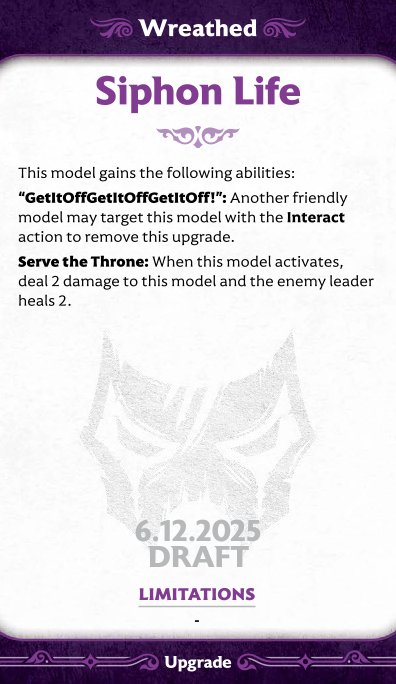 Wreathed
Siphon Life
This model gains the following abilities:
“GetItOffGetItOffGetItOff!”: Another friendly
model may target this model with the Interact
action to remove this upgrade.
Serve the Throne: When this model activates,
deal 2 damage to this model and the enemy leader
heals 2.
6.12.2025
DRAFT
LIMITATIONS
-
Upgrade